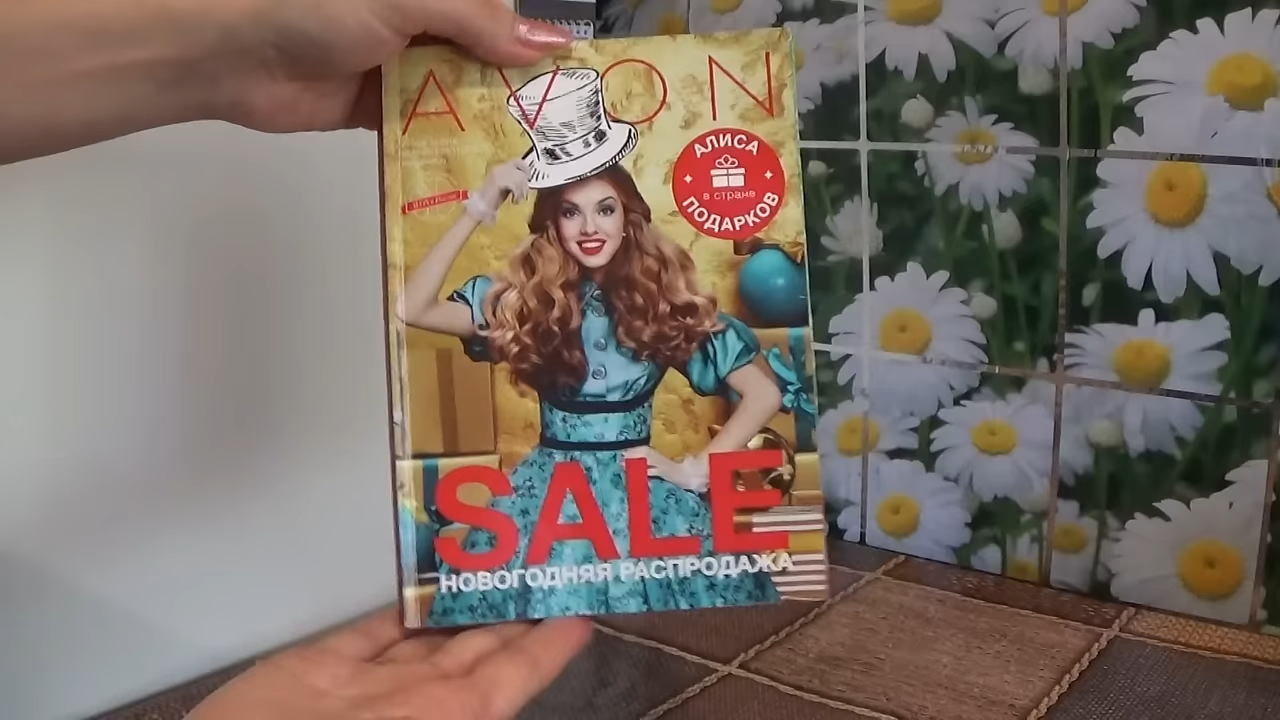 AVON
АЛИСА
в стране
ПОДАРКОВ
SALE
НОВОГОДНЯЯ РАСПРОДАЖА